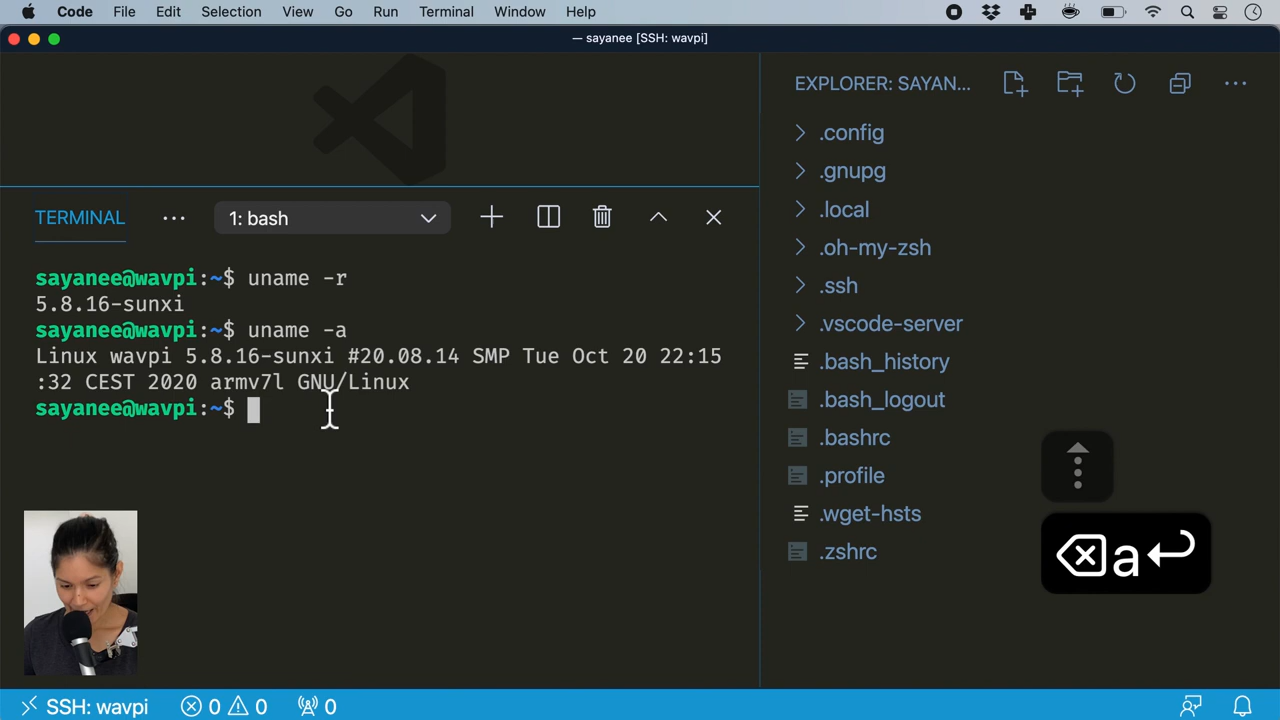 Code File Edit Selection View Go Run Terminal Window Help
— sayanee [SSH: wavpi]
EXPLORER: SAYAN...
.config
.gnupg
.local
.oh-my-zsh
.ssh
.vscode-server
.bash_history
.bash_logout
.bashrc
.profile
.wget-hsts
.zshrc
TERMINAL ... 1: bash
sayanee@wavpi:~$ uname -r
5.8.16-sunxi
sayanee@wavpi:~$ uname -a
Linux wavpi 5.8.16-sunxi #20.08.14 SMP Tue Oct 20 22:15
:32 CEST 2020 armv7l GNU/Linux
sayanee@wavpi:~$
⌫a↩
SSH: wavpi 0 0 0